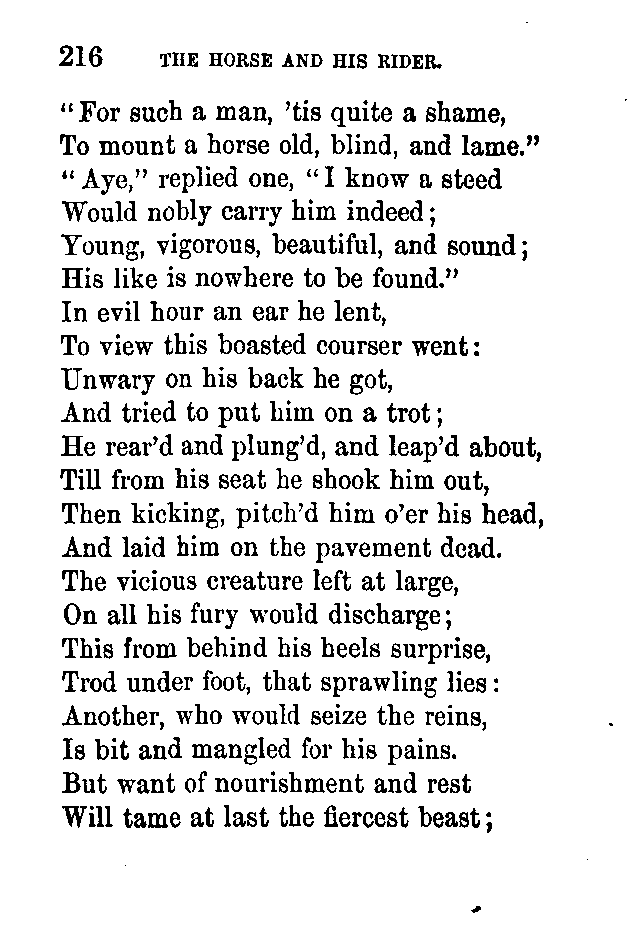 216 THE HORSE AND HIS RIDER.
“For such a man, ’tis quite a shame,
To mount a horse old, blind, and lame.”
“Aye,” replied one, “I know a steed
Would nobly carry him indeed;
Young, vigorous, beautiful, and sound;
His like is nowhere to be found.”
In evil hour an ear he lent,
To view this boasted courser went:
Unwary on his back he got,
And tried to put him on a trot;
He rear’d and plung’d, and leap’d about,
Till from his seat he shook him out,
Then kicking, pitch’d him o’er his head,
And laid him on the pavement dead.
The vicious creature left at large,
On all his fury would discharge;
This from behind his heels surprise,
Trod under foot, that sprawling lies:
Another, who would seize the reins,
Is bit and mangled for his pains.
But want of nourishment and rest
Will tame at last the fiercest beast;